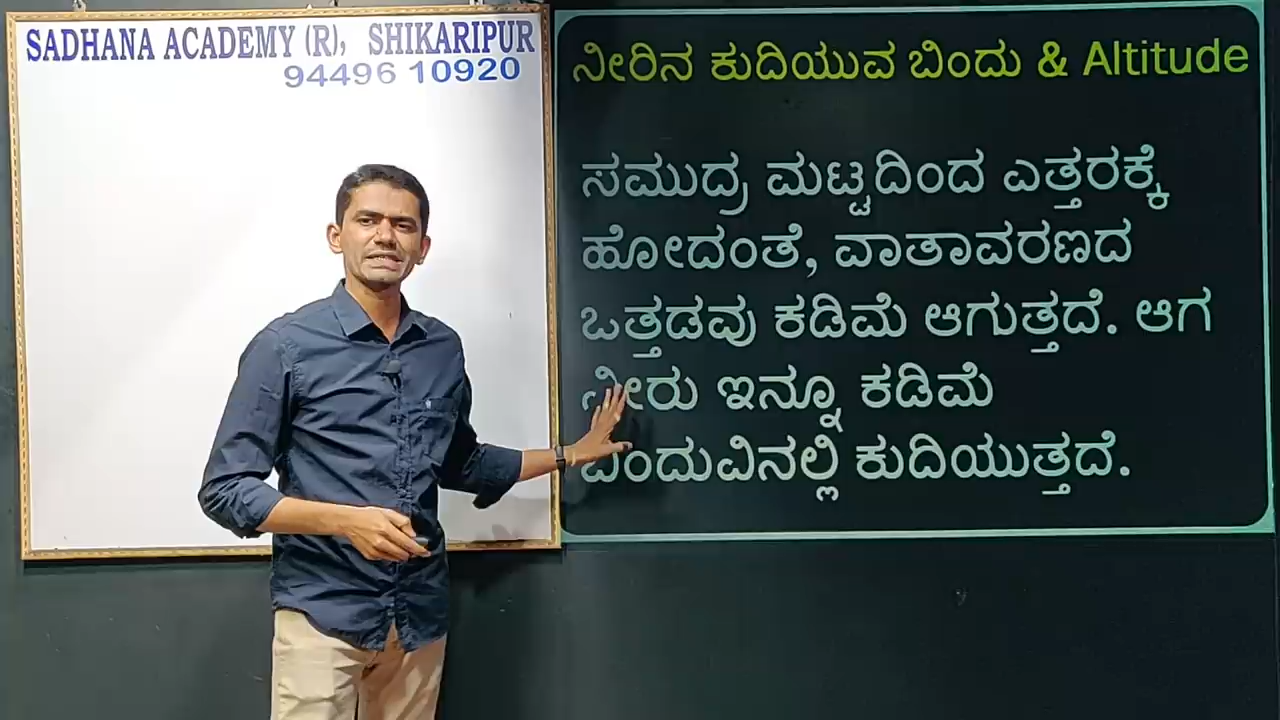 SADHANA ACADEMY (R), SHIKARIPUR
94496 10920
ನೀರಿನ ಕುದಿಯುವ ಬಿಂದು & Altitude
ಸಮುದ್ರ ಮಟ್ಟದಿಂದ ಎತ್ತರಕ್ಕೆ
ಹೋದಂತೆ, ವಾತಾವರಣದ
ಒತ್ತಡವು ಕಡಿಮೆ ಆಗುತ್ತದೆ. ಆಗ
ನೀರು ಇನ್ನೂ ಕಡಿಮೆ
ಬಿಂದುವಿನಲ್ಲಿ ಕುದಿಯುತ್ತದೆ.